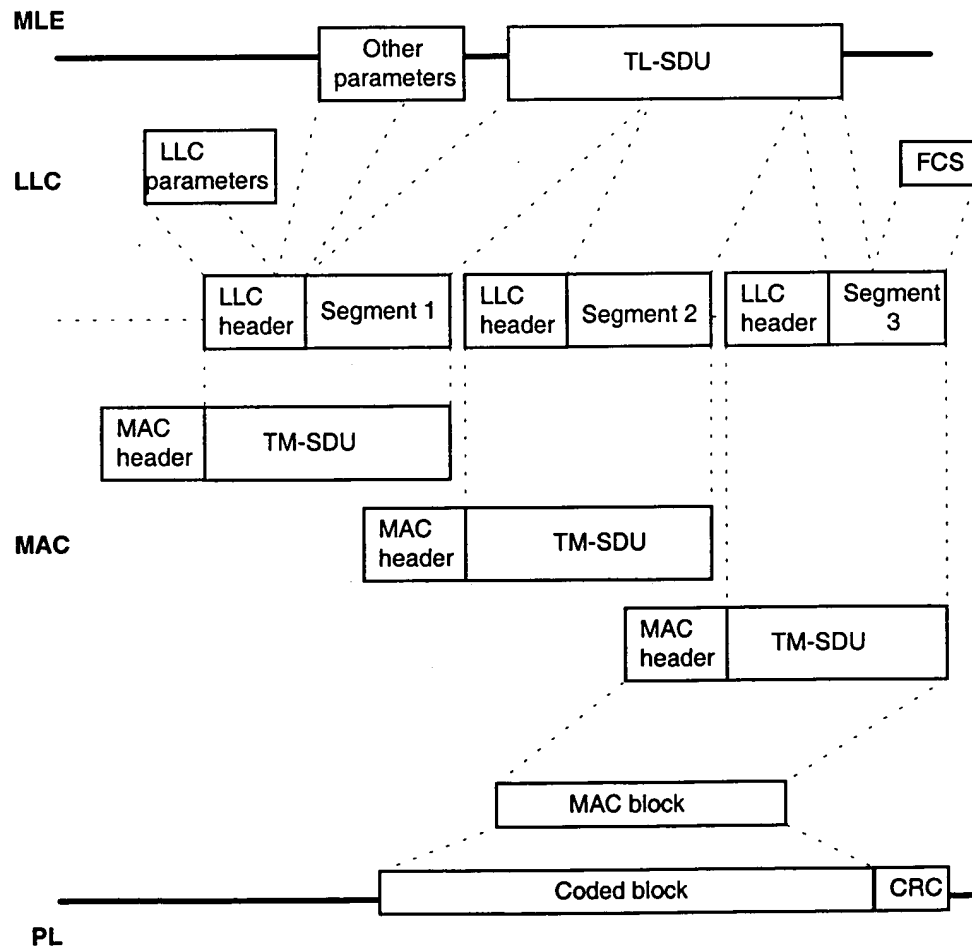 MLE
Other
parameters
TL-SDU
LLC
parameters
LLC
FCS
LLC
header
Segment 1
LLC
header
Segment 2
LLC
header
Segment
3
MAC
header
TM-SDU
MAC
MAC
header
TM-SDU
MAC
header
TM-SDU
MAC block
Coded block
CRC
PL